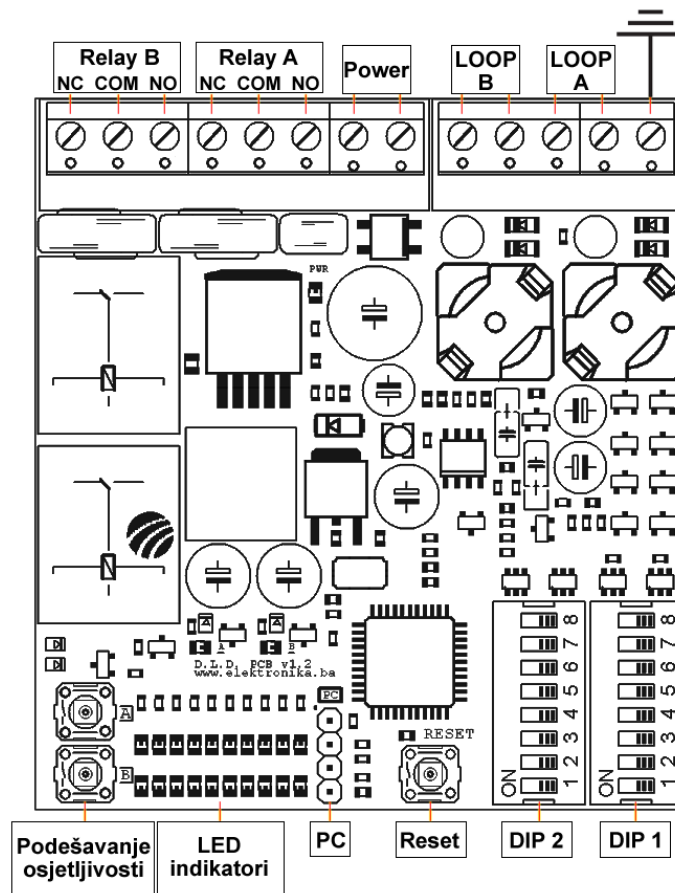 Relay B
NC COM NO
Relay A
NC COM NO
Power
LOOP
B
LOOP
A
PWR
A
B
D.L.D. PCB v1.2
www.elektronika.ba
PC
A
B
RESET
8
7
6
5
4
3
2
1
ON
8
7
6
5
4
3
2
1
ON
Podešavanje
osjetljivosti
LED
indikatori
PC
Reset
DIP 2
DIP 1